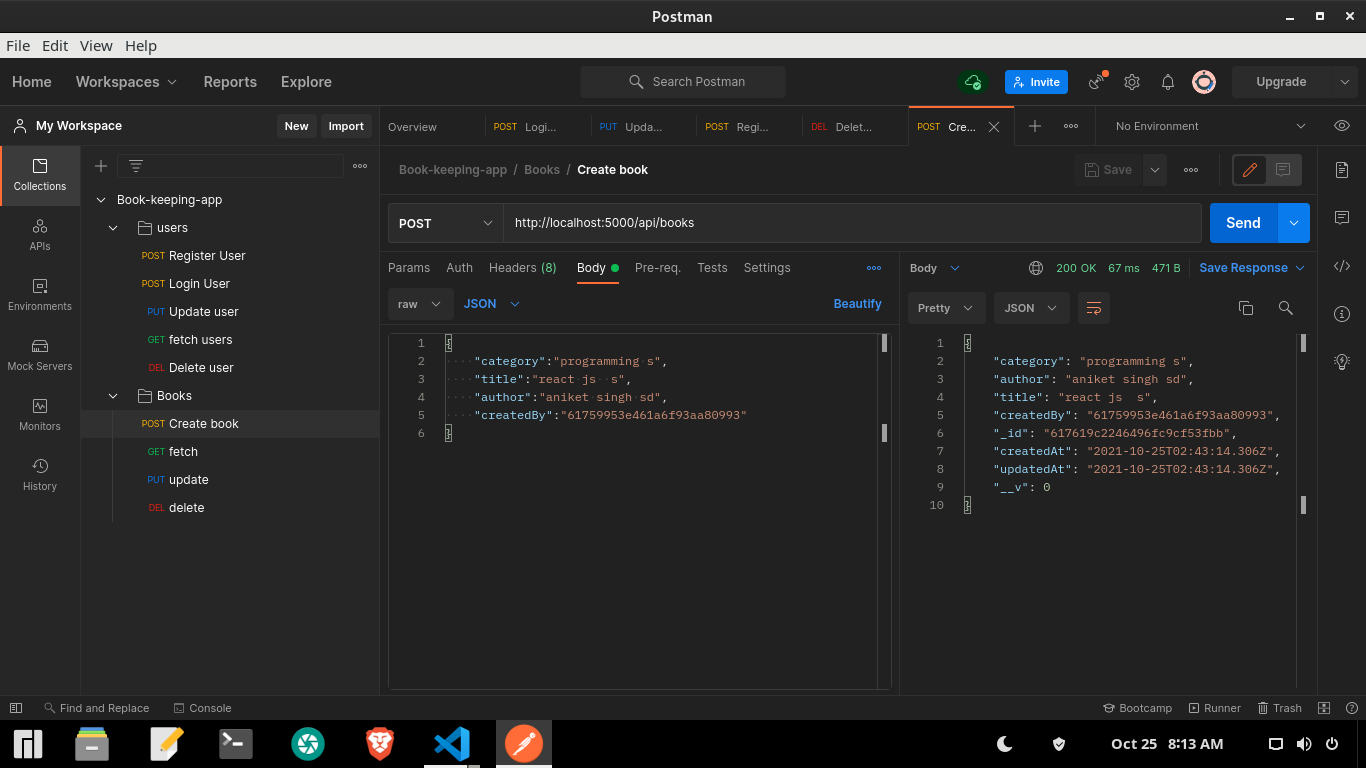 Postman
File Edit View Help
Home Workspaces Reports Explore Search Postman Invite Upgrade
My Workspace New Import
Overview POST Logi... PUT Upda... POST Regi... DEL Delet... POST Cre... No Environment
Collections
APIs
Environments
Mock Servers
Monitors
History
Book-keeping-app
users
POST Register User
POST Login User
PUT Update user
GET fetch users
DEL Delete user
Books
POST Create book
GET fetch
PUT update
DEL delete
Book-keeping-app / Books / Create book Save
POST http://localhost:5000/api/books Send
Params Auth Headers (8) Body Pre-req. Tests Settings
raw JSON Beautify
1 {
2 "category":"programming s",
3 "title":"react js  s",
4 "author":"aniket singh sd",
5 "createdBy":"61759953e461a6f93aa80993"
6 }
Body 200 OK 67 ms 471 B Save Response
Pretty JSON
1 {
2 "category": "programming s",
3 "author": "aniket singh sd",
4 "title": "react js  s",
5 "createdBy": "61759953e461a6f93aa80993",
6 "_id": "617619c2246496fc9cf53fbb",
7 "createdAt": "2021-10-25T02:43:14.306Z",
8 "updatedAt": "2021-10-25T02:43:14.306Z",
9 "__v": 0
10 }
Find and Replace Console Bootcamp Runner Trash
Oct 25 8:13 AM